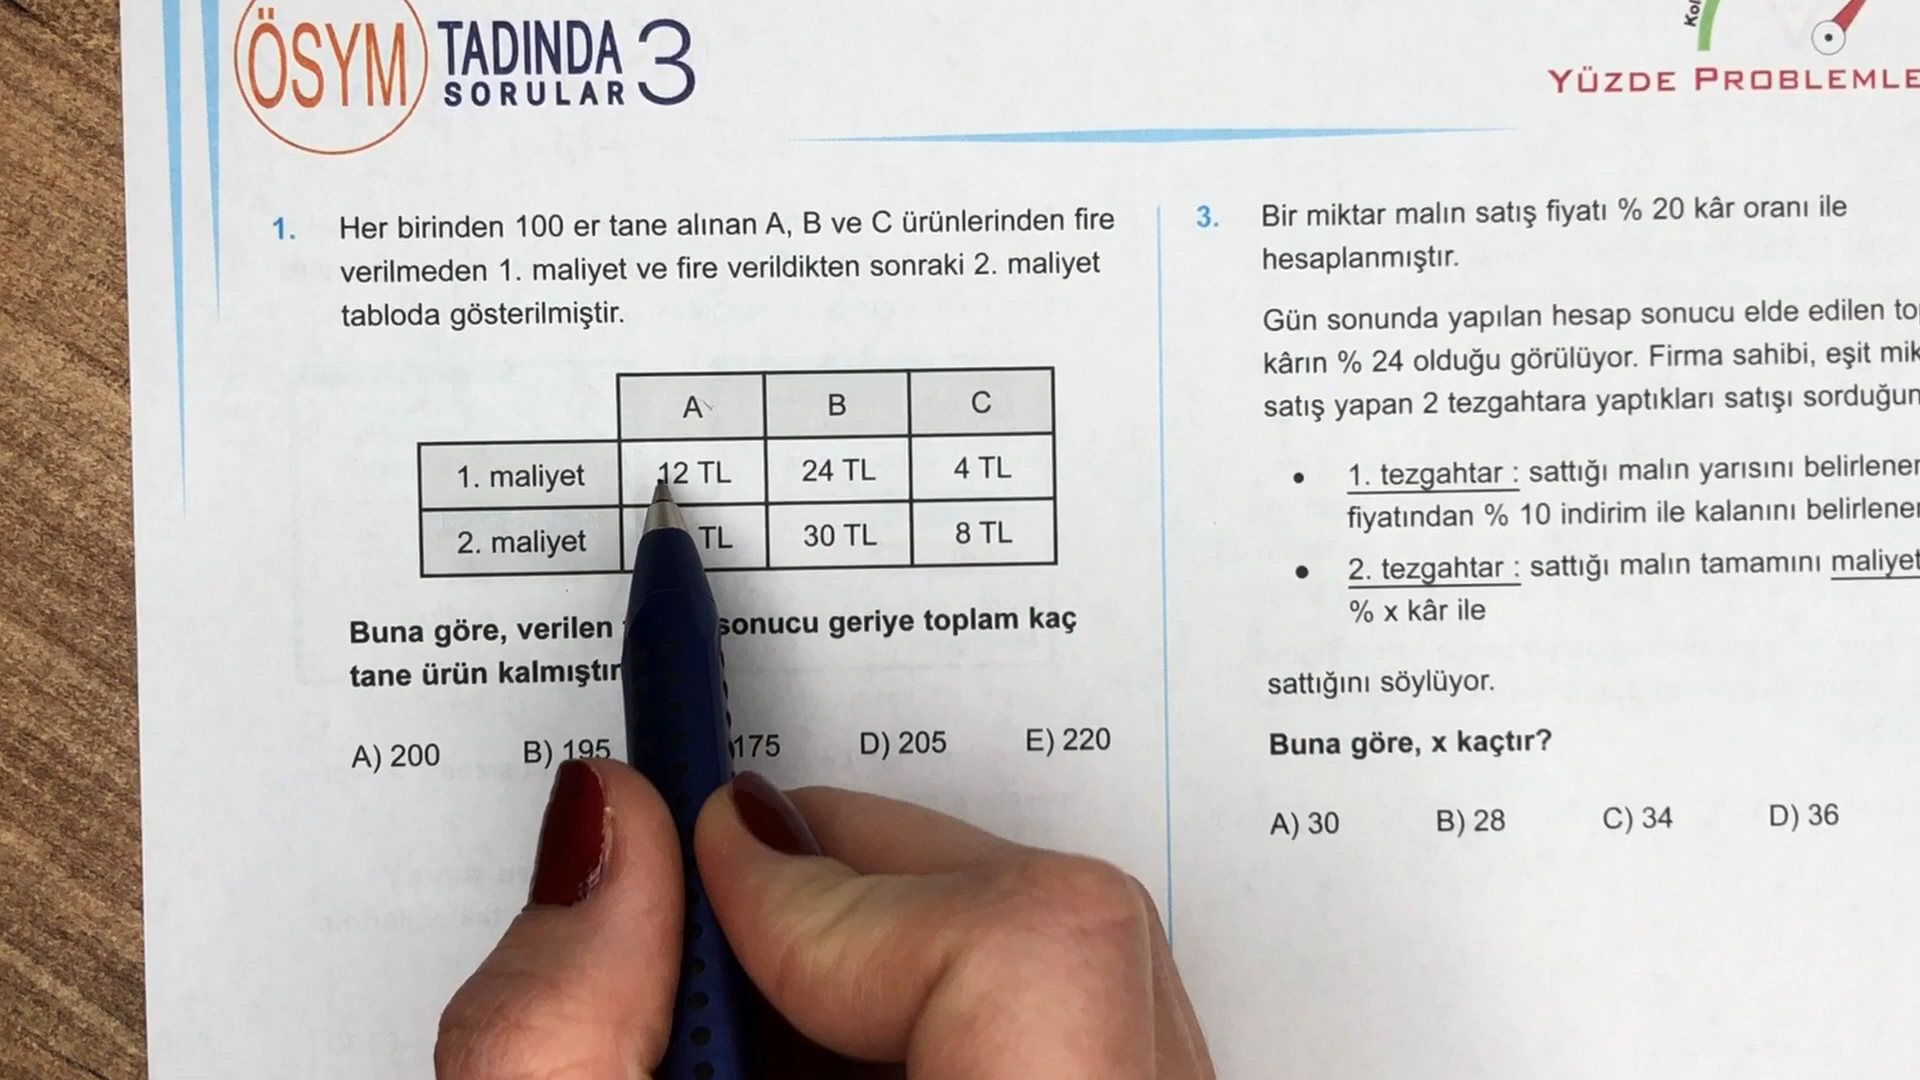 ÖSYM TADINDA SORULAR 3
Kol
YÜZDE PROBLEMLE
1. Her birinden 100 er tane alınan A, B ve C ürünlerinden fire
verilmeden 1. maliyet ve fire verildikten sonraki 2. maliyet
tabloda gösterilmiştir.
A B C
1. maliyet 12 TL 24 TL 4 TL
2. maliyet TL 30 TL 8 TL
Buna göre, verilen sonucu geriye toplam kaç
tane ürün kalmıştır
A) 200 B) 195 175 D) 205 E) 220
3. Bir miktar malın satış fiyatı % 20 kâr oranı ile
hesaplanmıştır.
Gün sonunda yapılan hesap sonucu elde edilen to
kârın % 24 olduğu görülüyor. Firma sahibi, eşit mik
satış yapan 2 tezgahtara yaptıkları satışı sorduğun
• 1. tezgahtar : sattığı malın yarısını belirlener
fiyatından % 10 indirim ile kalanını belirlener
• 2. tezgahtar : sattığı malın tamamını maliyet
% x kâr ile
sattığını söylüyor.
Buna göre, x kaçtır?
A) 30 B) 28 C) 34 D) 36